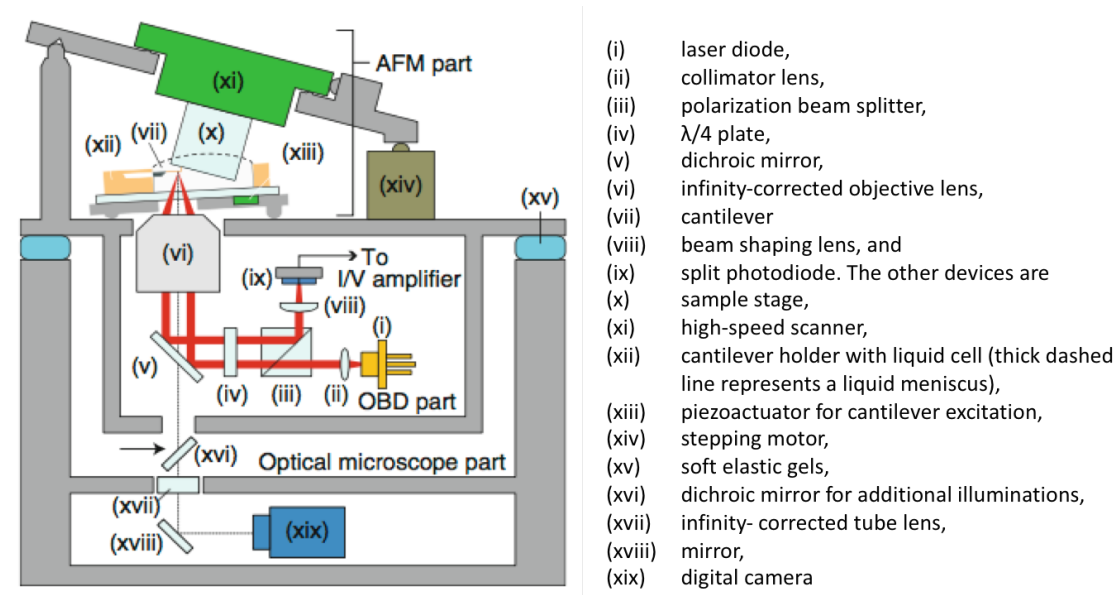 AFM part
(xi)
(vii)
(x)
(xii)
(xiii)
(xiv)
(xv)
(vi)
To
(ix)
I/V amplifier
(viii)
(i)
(v)
(iv)
(iii)
(ii)
OBD part
(xvi)
Optical microscope part
(xvii)
(xviii)
(xix)
(i) laser diode,
(ii) collimator lens,
(iii) polarization beam splitter,
(iv) λ/4 plate,
(v) dichroic mirror,
(vi) infinity-corrected objective lens,
(vii) cantilever
(viii) beam shaping lens, and
(ix) split photodiode. The other devices are
(x) sample stage,
(xi) high-speed scanner,
(xii) cantilever holder with liquid cell (thick dashed
line represents a liquid meniscus),
(xiii) piezoactuator for cantilever excitation,
(xiv) stepping motor,
(xv) soft elastic gels,
(xvi) dichroic mirror for additional illuminations,
(xvii) infinity- corrected tube lens,
(xviii) mirror,
(xix) digital camera